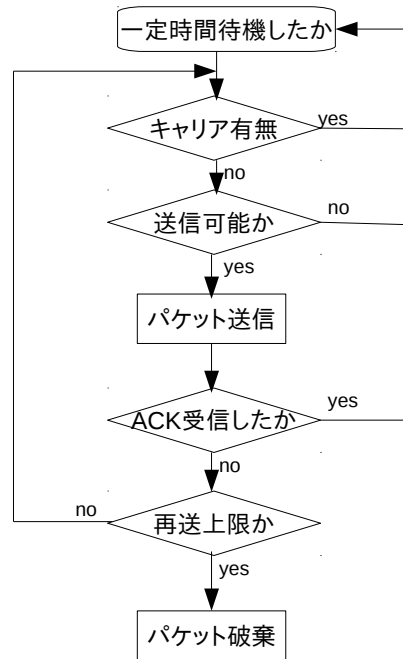 一定時間待機したか
キャリア有無
yes
no
送信可能か
no
yes
パケット送信
ACK受信したか
yes
no
再送上限か
no
yes
パケット破棄